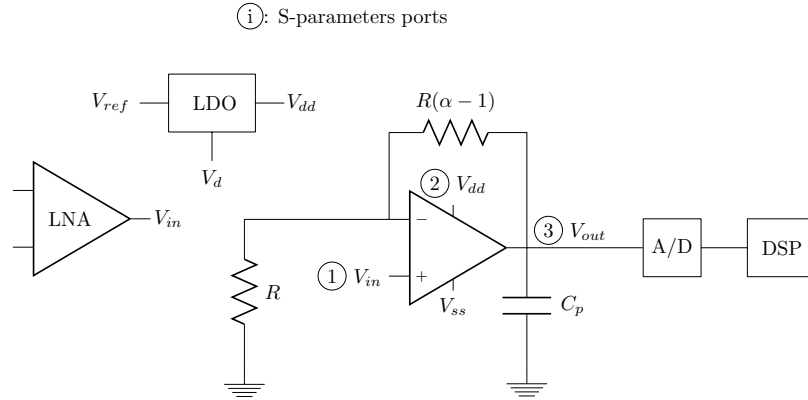 i: S-parameters ports
V_ref LDO V_dd
V_d
R(α − 1)
LNA V_in
2 V_dd
−
3 V_out A/D DSP
1 V_in +
R
V_ss C_p